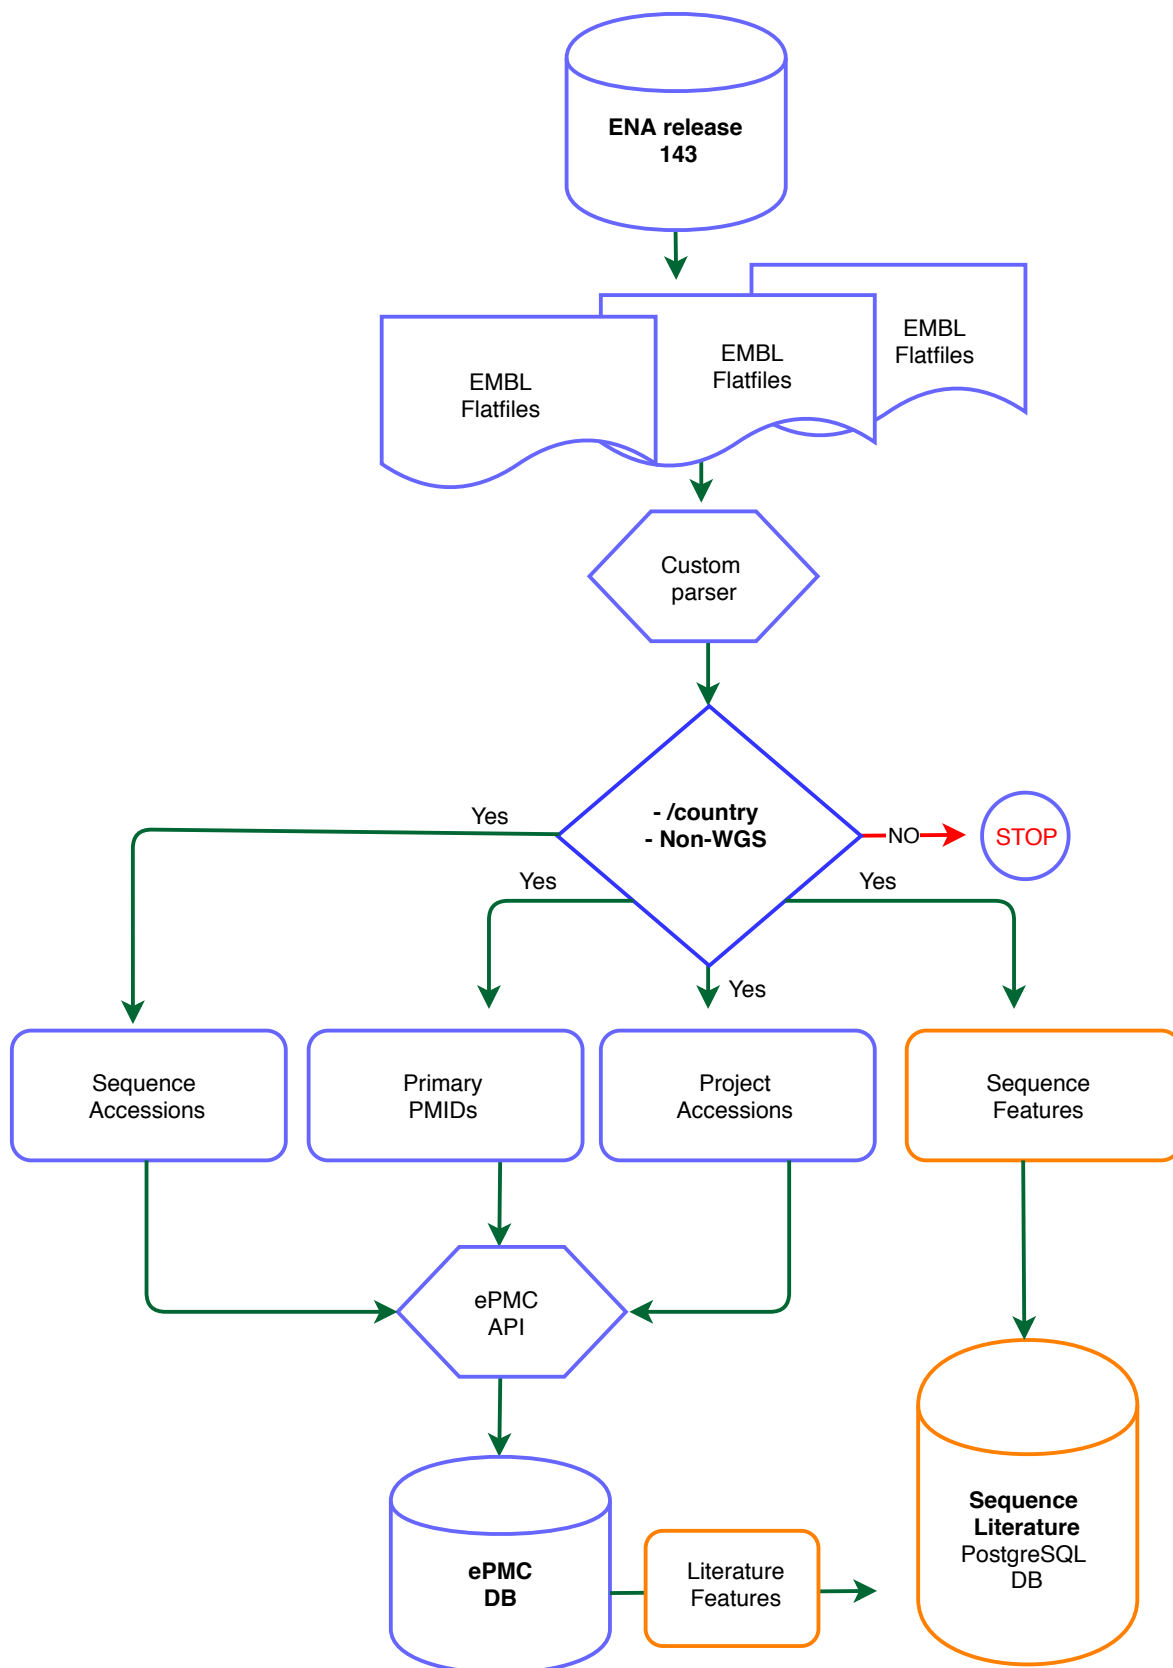 ENA release
143
EMBL
Flatfiles
EMBL
Flatfiles
EMBL
Flatfiles
Custom
parser
- /country
- Non-WGS
Yes
Yes
Yes
Yes
NO
STOP
Sequence
Accessions
Primary
PMIDs
Project
Accessions
Sequence
Features
ePMC
API
ePMC
DB
Literature
Features
Sequence
Literature
PostgreSQL
DB